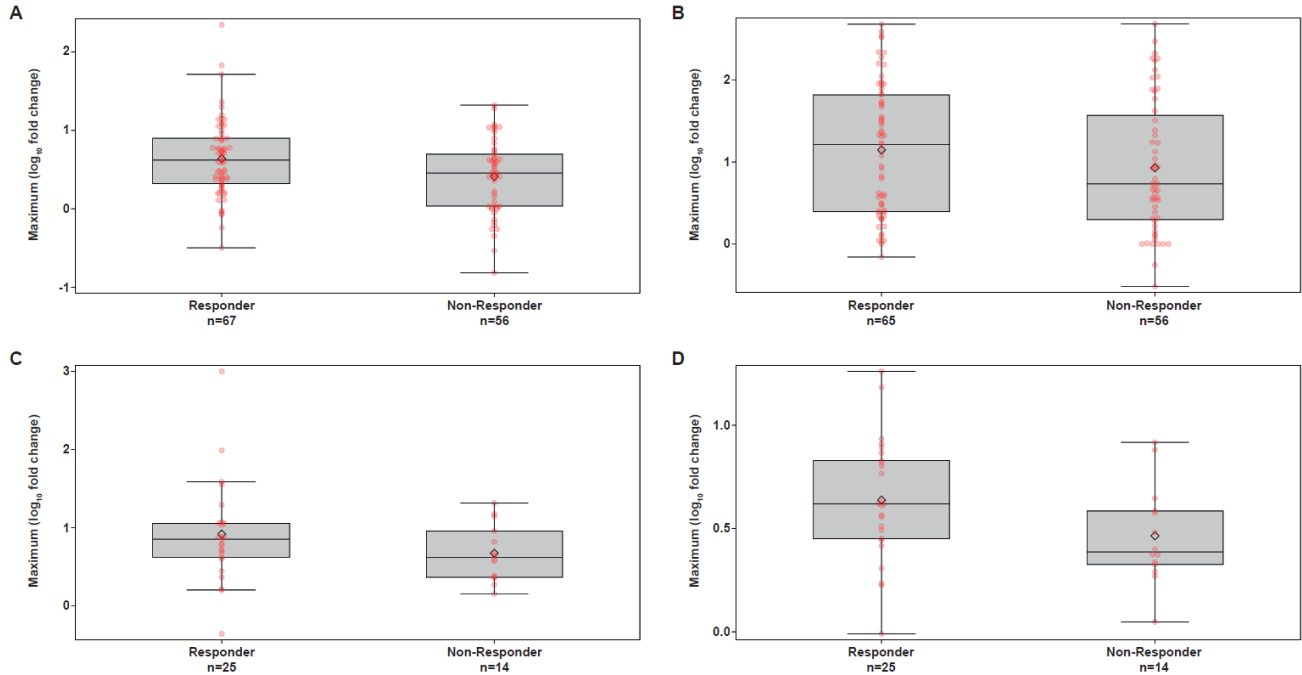 A
Maximum (log₁₀ fold change)
2
1
0
-1
Responder
n=67
Non-Responder
n=56
B
Maximum (log₁₀ fold change)
2
1
0
Responder
n=65
Non-Responder
n=56
C
Maximum (log₁₀ fold change)
3
2
1
0
Responder
n=25
Non-Responder
n=14
D
Maximum (log₁₀ fold change)
1.0
0.5
0.0
Responder
n=25
Non-Responder
n=14